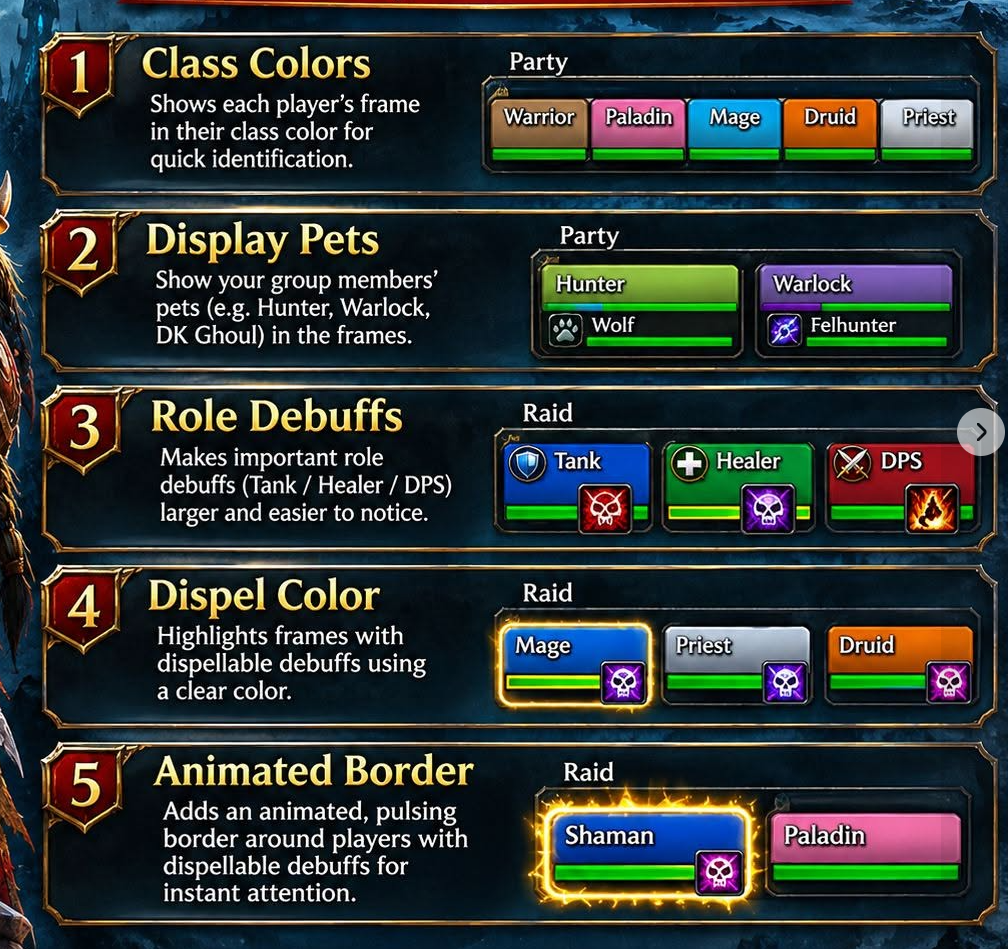 1
Class Colors
Shows each player's frame
in their class color for
quick identification.
Party
Warrior Paladin Mage Druid Priest
2
Display Pets
Show your group members'
pets (e.g. Hunter, Warlock,
DK Ghoul) in the frames.
Party
Hunter
Wolf
Warlock
Felhunter
3
Role Debuffs
Makes important role
debuffs (Tank / Healer / DPS)
larger and easier to notice.
Raid
Tank Healer DPS
4
Dispel Color
Highlights frames with
dispellable debuffs using
a clear color.
Raid
Mage Priest Druid
5
Animated Border
Adds an animated, pulsing
border around players with
dispellable debuffs for
instant attention.
Raid
Shaman Paladin